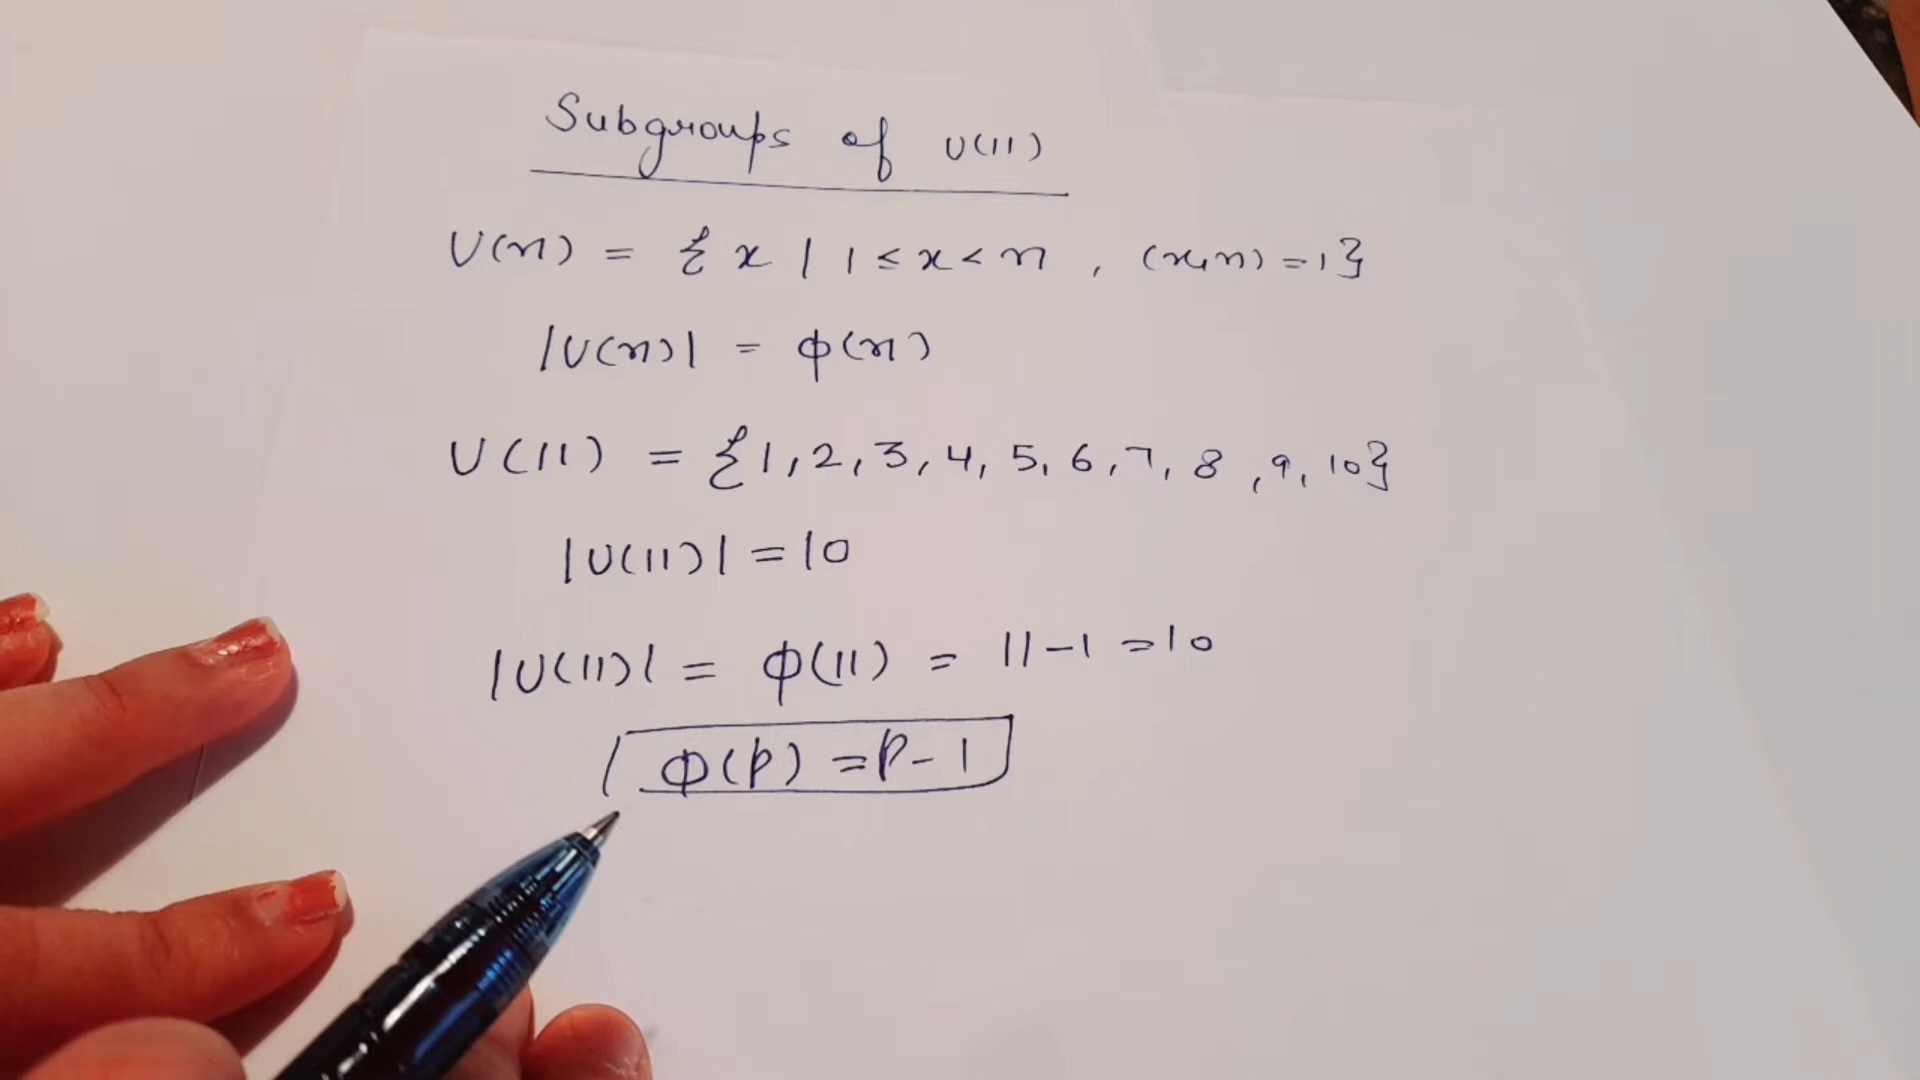 Subgroups of U(11)
U(n) = { x | 1 ≤ x < n , (x,n) = 1}
|U(n)| = ϕ(n)
U(11) = {1, 2, 3, 4, 5, 6, 7, 8, 9, 10}
|U(11)| = 10
|U(11)| = ϕ(11) = 11-1 = 10
ϕ(p) = p-1